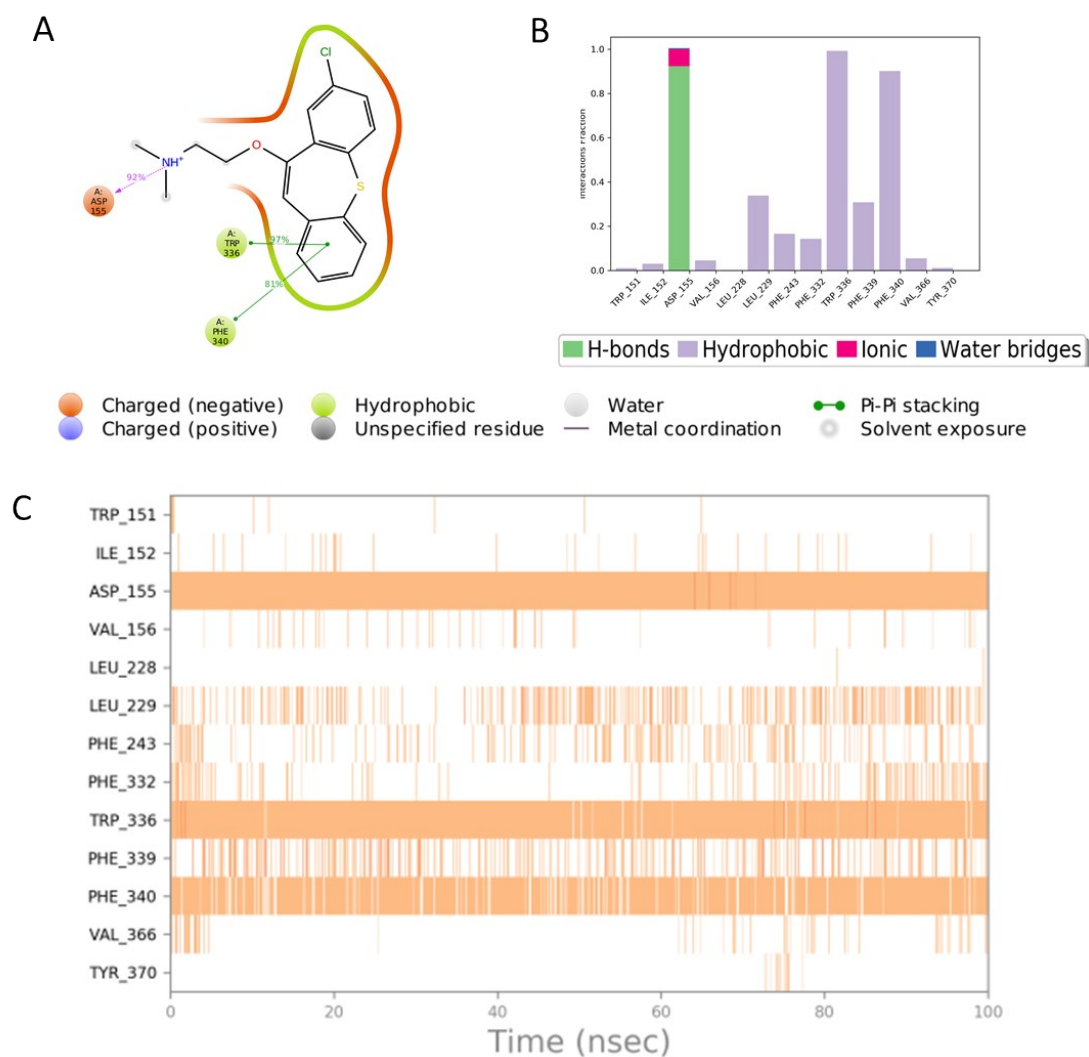 A
Cl
O
NH+
S
92%
A:
ASP
155
97%
A:
TRP
336
81%
A:
PHE
340
B
Interactions Fraction
1.0
0.8
0.6
0.4
0.2
0.0
TRP_151
ILE_152
ASP_155
VAL_156
LEU_228
LEU_229
PHE_243
PHE_332
TRP_336
PHE_339
PHE_340
VAL_366
TYR_370
H-bonds Hydrophobic Ionic Water bridges
Charged (negative) Hydrophobic Water Pi-Pi stacking
Charged (positive) Unspecified residue Metal coordination Solvent exposure
C
TRP_151
ILE_152
ASP_155
VAL_156
LEU_228
LEU_229
PHE_243
PHE_332
TRP_336
PHE_339
PHE_340
VAL_366
TYR_370
0 20 40 60 80 100
Time (nsec)